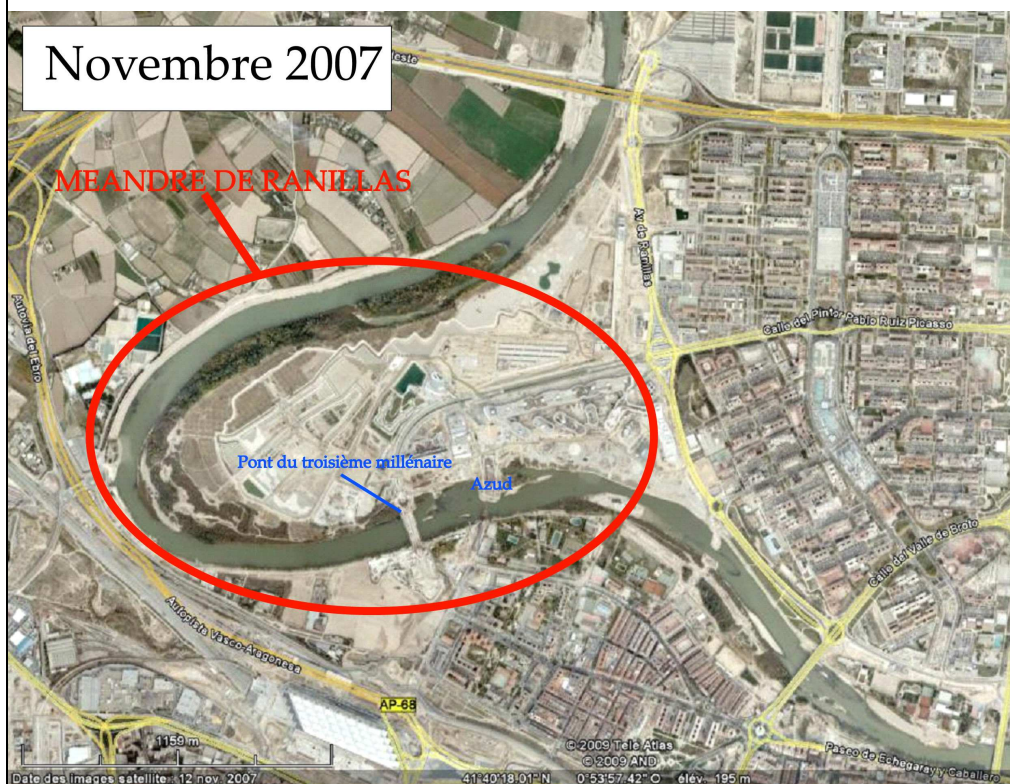 Novembre 2007
este
MEANDRE DE RANILLAS
Av de Ranillas
Calle del Pintor Pablo Ruiz Picasso
Autovía del Ebro
Pont du troisième millénaire
Azud
Calle del Valle de Broto
Autopista Vasco-Aragonesa
AP-68
1159 m
© 2009 Tele Atlas
© 2009 AND
Paseo de Echegaray y Caballero
Date des images satellite : 12 nov. 2007
41°40'18.01" N 0°53'57.42" O élév. 195 m